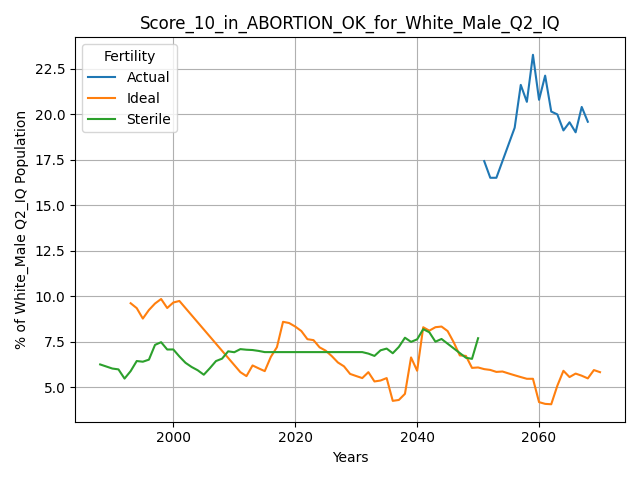 Score_10_in_ABORTION_OK_for_White_Male_Q2_IQ
Fertility
Actual
Ideal
Sterile
% of White_Male Q2_IQ Population
22.5
20.0
17.5
15.0
12.5
10.0
7.5
5.0
2000
2020
2040
2060
Years